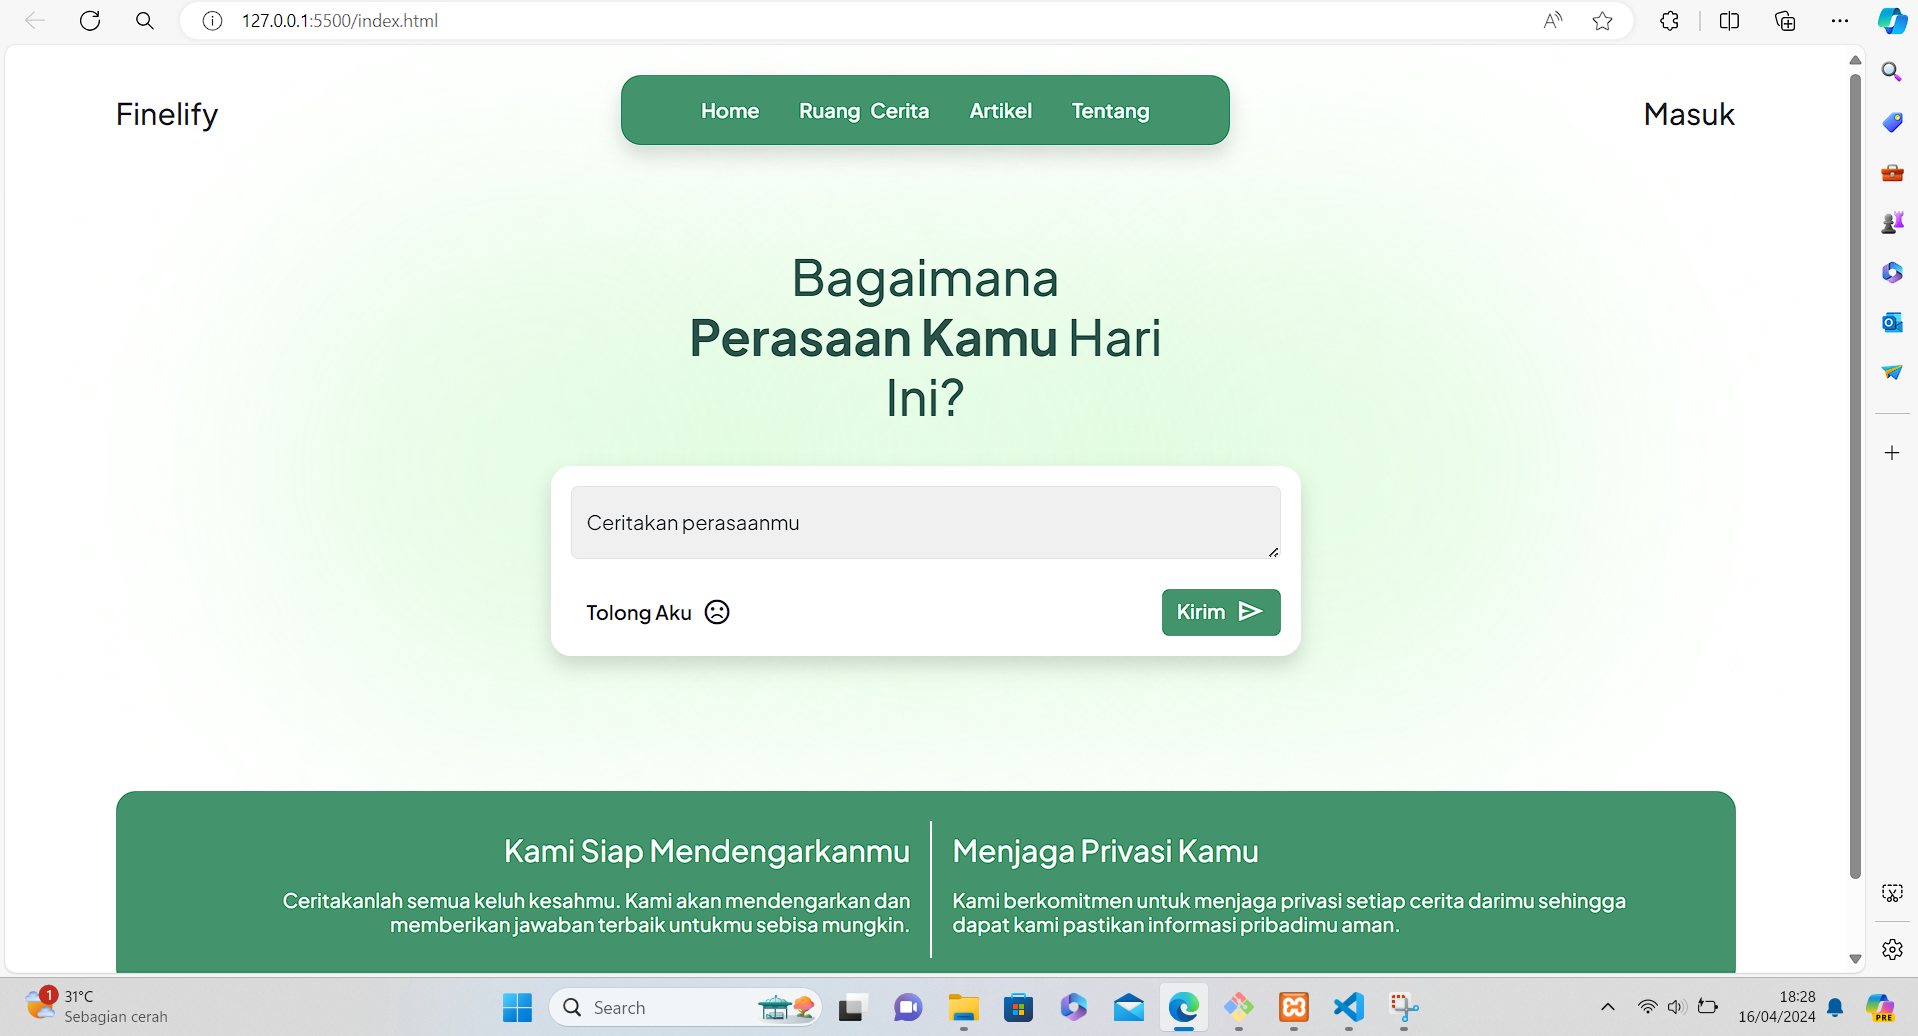 127.0.0.1:5500/index.html
Finelify
Home Ruang Cerita Artikel Tentang
Masuk
Bagaimana
Perasaan Kamu Hari
Ini?
Ceritakan perasaanmu
Tolong Aku
Kirim
Kami Siap Mendengarkanmu
Ceritakanlah semua keluh kesahmu. Kami akan mendengarkan dan
memberikan jawaban terbaik untukmu sebisa mungkin.
Menjaga Privasi Kamu
Kami berkomitmen untuk menjaga privasi setiap cerita darimu sehingga
dapat kami pastikan informasi pribadimu aman.
1
31°C
Sebagian cerah
Search
18:28
16/04/2024
PRE